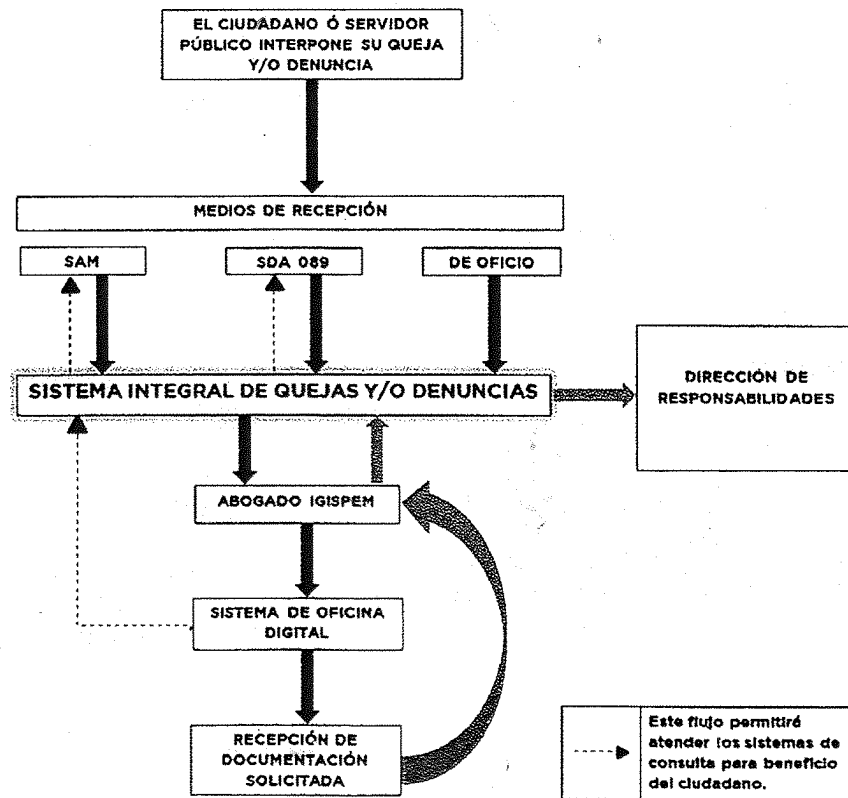 EL CIUDADANO Ó SERVIDOR
PÚBLICO INTERPONE SU QUEJA
Y/O DENUNCIA
MEDIOS DE RECEPCIÓN
SAM
SDA 089
DE OFICIO
SISTEMA INTEGRAL DE QUEJAS Y/O DENUNCIAS
DIRECCIÓN DE
RESPONSABILIDADES
ABOGADO IGISPEM
SISTEMA DE OFICINA
DIGITAL
RECEPCIÓN DE
DOCUMENTACIÓN
SOLICITADA
Este flujo permitirá
atender los sistemas de
consulta para beneficio
del ciudadano.